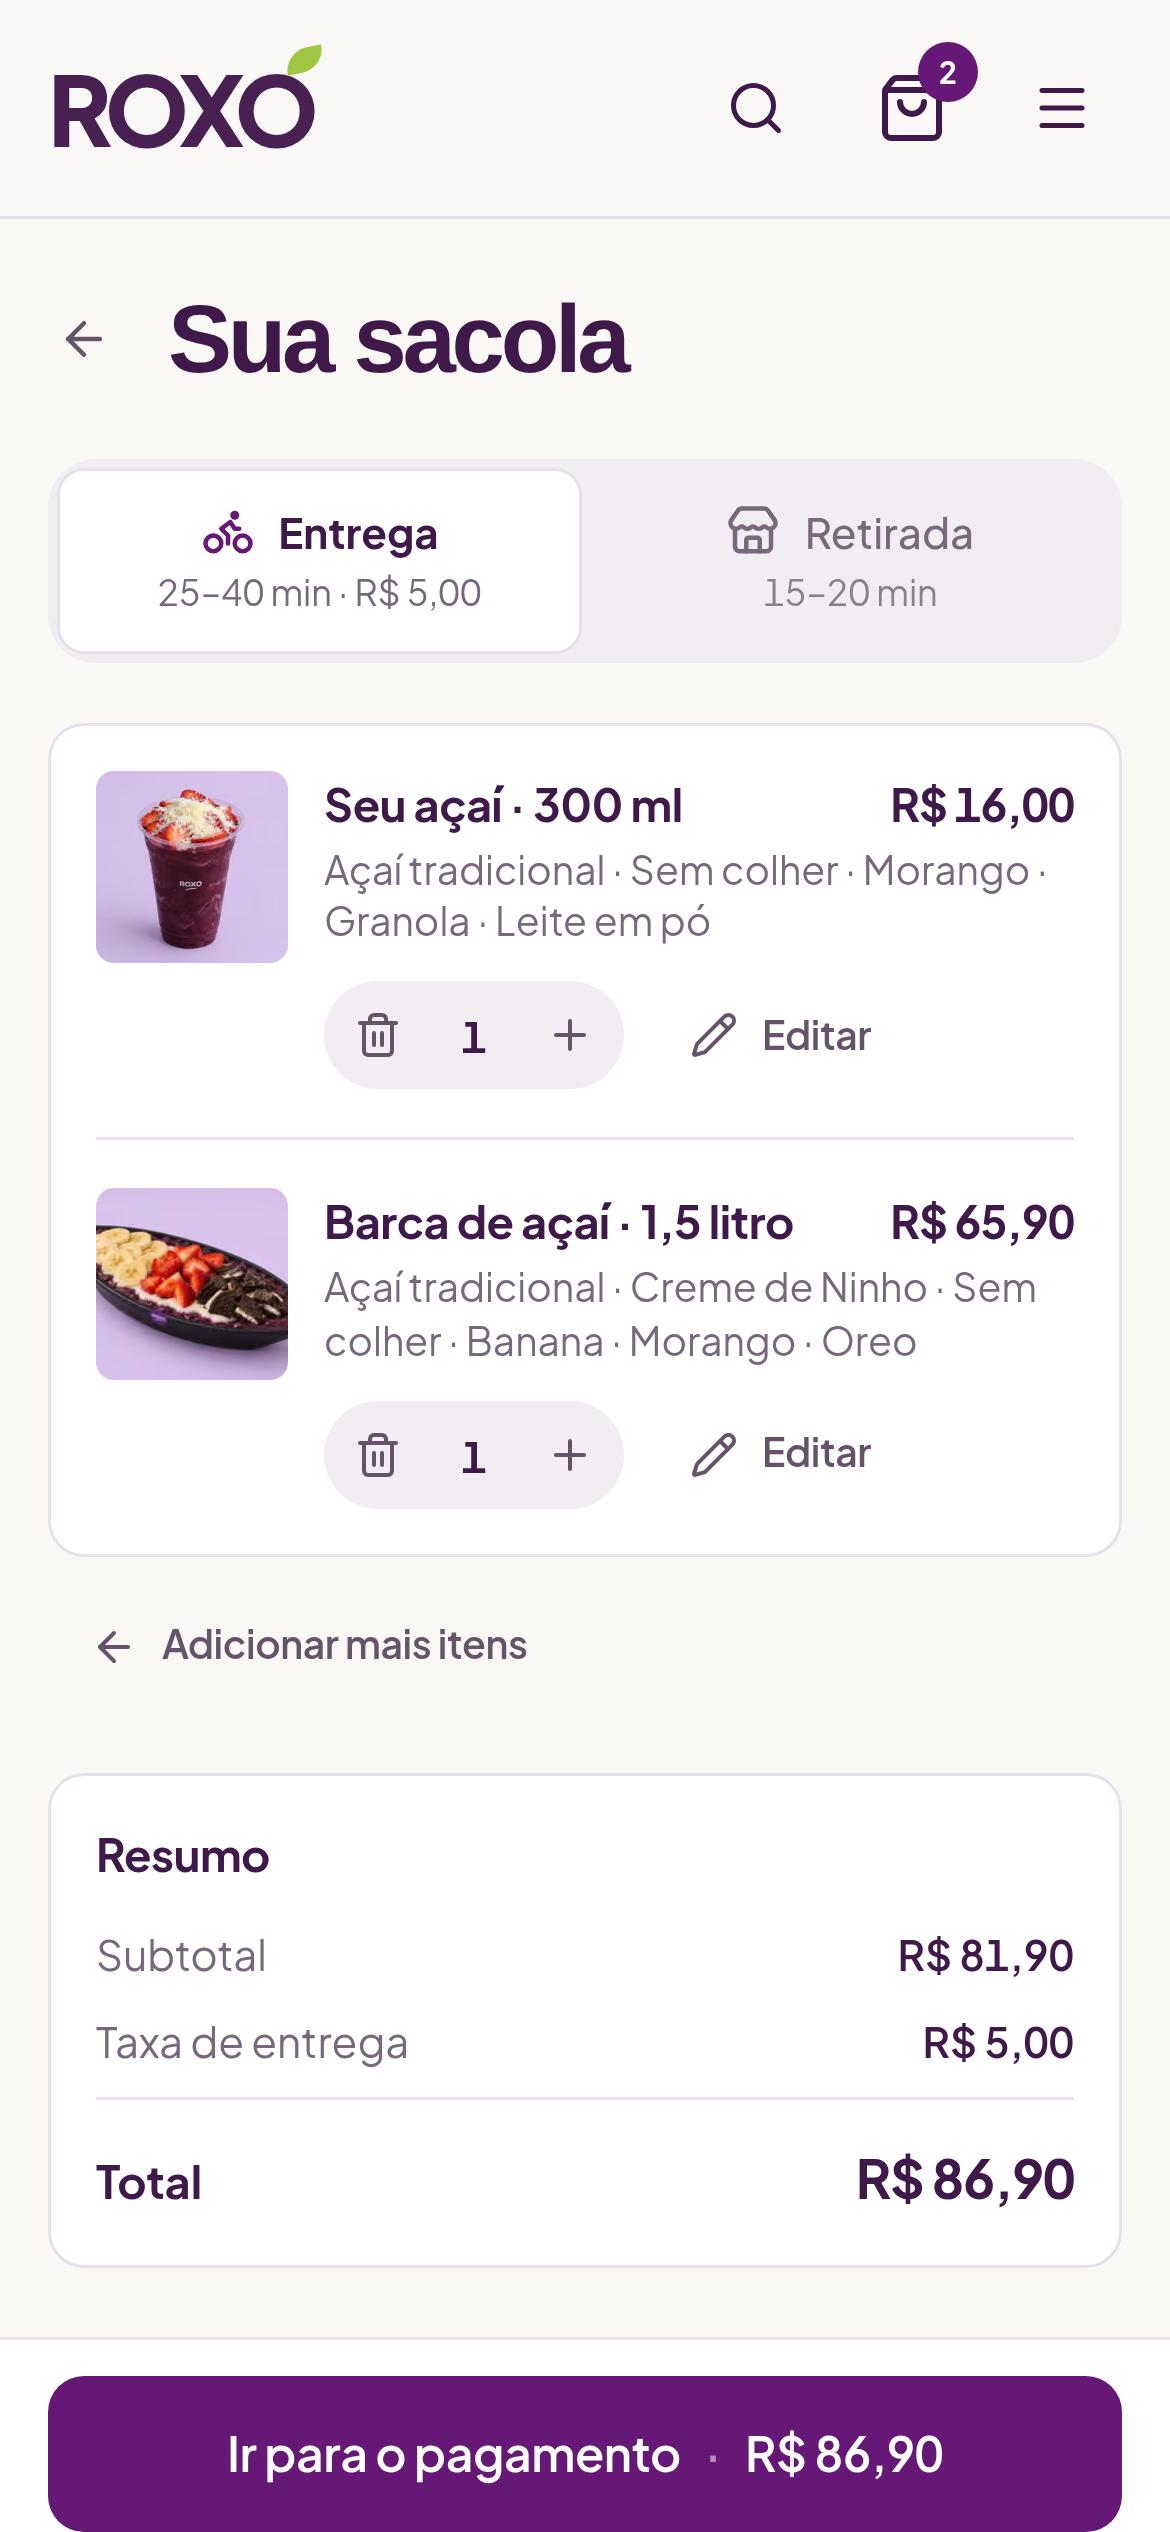 ROXO
2
Sua sacola
Entrega
25–40 min · R$ 5,00
Retirada
15–20 min
Seu açaí · 300 ml
R$ 16,00
Açaí tradicional · Sem colher · Morango ·
Granola · Leite em pó
ROXO
1
Editar
Barca de açaí · 1,5 litro
R$ 65,90
Açaí tradicional · Creme de Ninho · Sem
colher · Banana · Morango · Oreo
1
Editar
Adicionar mais itens
Resumo
Subtotal
R$ 81,90
Taxa de entrega
R$ 5,00
Total
R$ 86,90
Ir para o pagamento · R$ 86,90